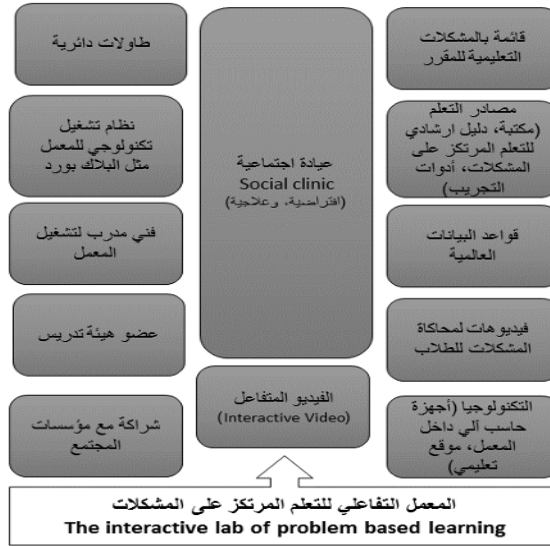 قائمة بالمشكلات
التعليمية للمقرر
مصادر التعلم
(مكتبة، دليل ارشادي
للتعلم المرتكز على
المشكلات، أدوات
التجريب)
قواعد البيانات
العالمية
فيديوهات لمحاكاة
المشكلات للطلاب
التكنولوجيا (أجهزة
حاسب آلي داخل
المعمل، موقع
تعليمي)
عيادة اجتماعية
Social clinic
(افتراضية، وعلاجية)
الفيديو المتفاعل
(Interactive Video)
طاولات دائرية
نظام تشغيل
تكنولوجي للمعمل
مثل البلاك بورد
فني مدرب لتشغيل
المعمل
عضو هيئة تدريس
شراكة مع مؤسسات
المجتمع
المعمل التفاعلي للتعلم المرتكز على المشكلات
The interactive lab of problem based learning